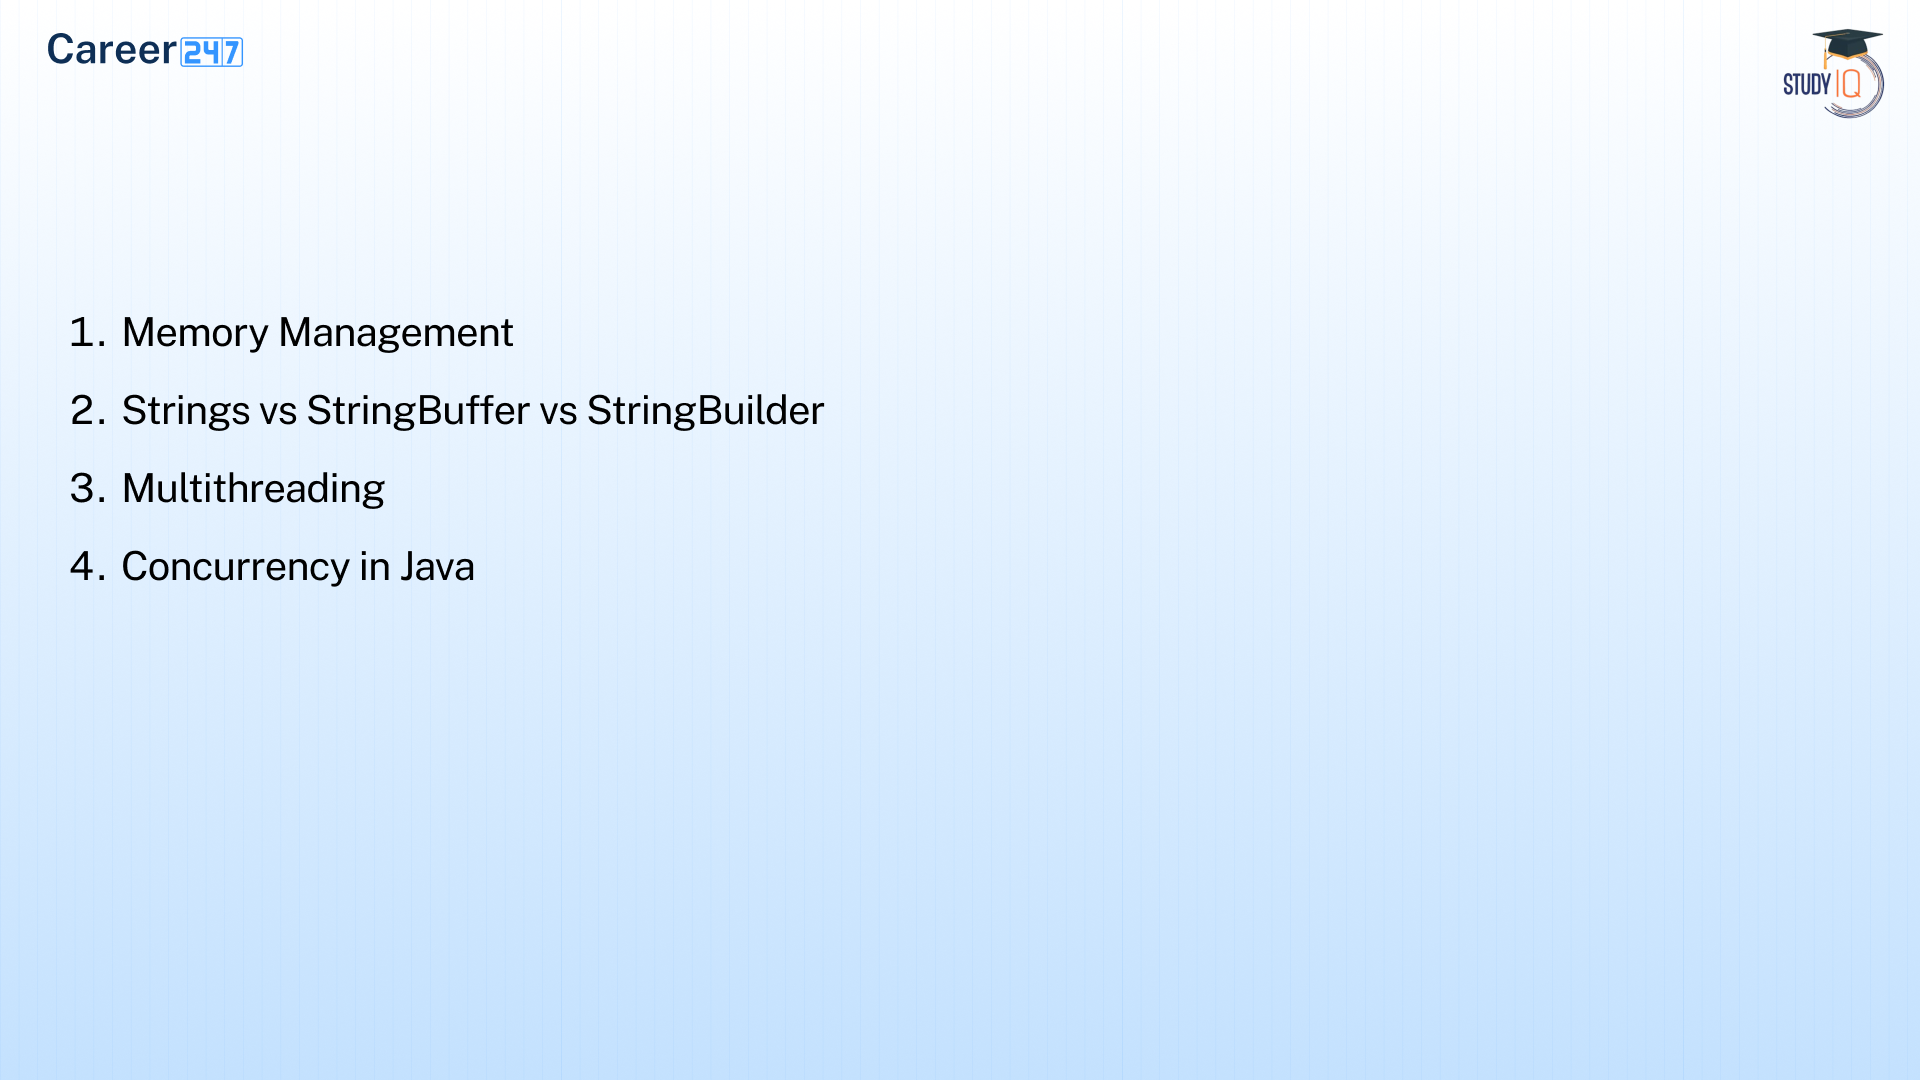 Career247
STUDY IQ
1. Memory Management
2. Strings vs StringBuffer vs StringBuilder
3. Multithreading
4. Concurrency in Java